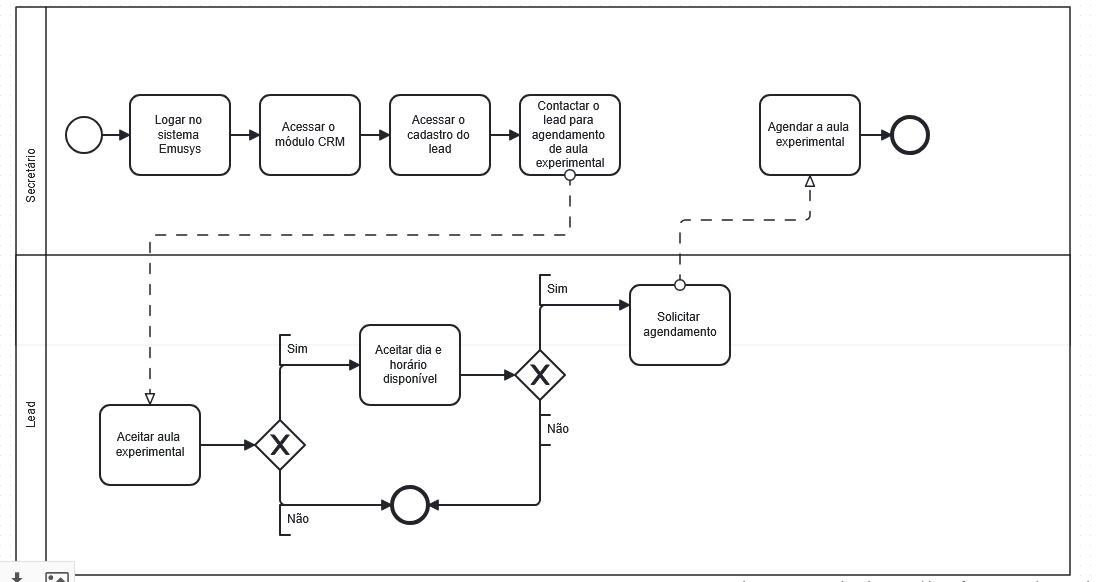 Secretário
Logar no
sistema
Emusys
Acessar o
módulo CRM
Acessar o
cadastro do
lead
Contactar o
lead para
agendamento
de aula
experimental
Agendar a aula
experimental
Lead
Aceitar aula
experimental
Sim
Não
Aceitar dia e
horário
disponível
Sim
Não
Solicitar
agendamento